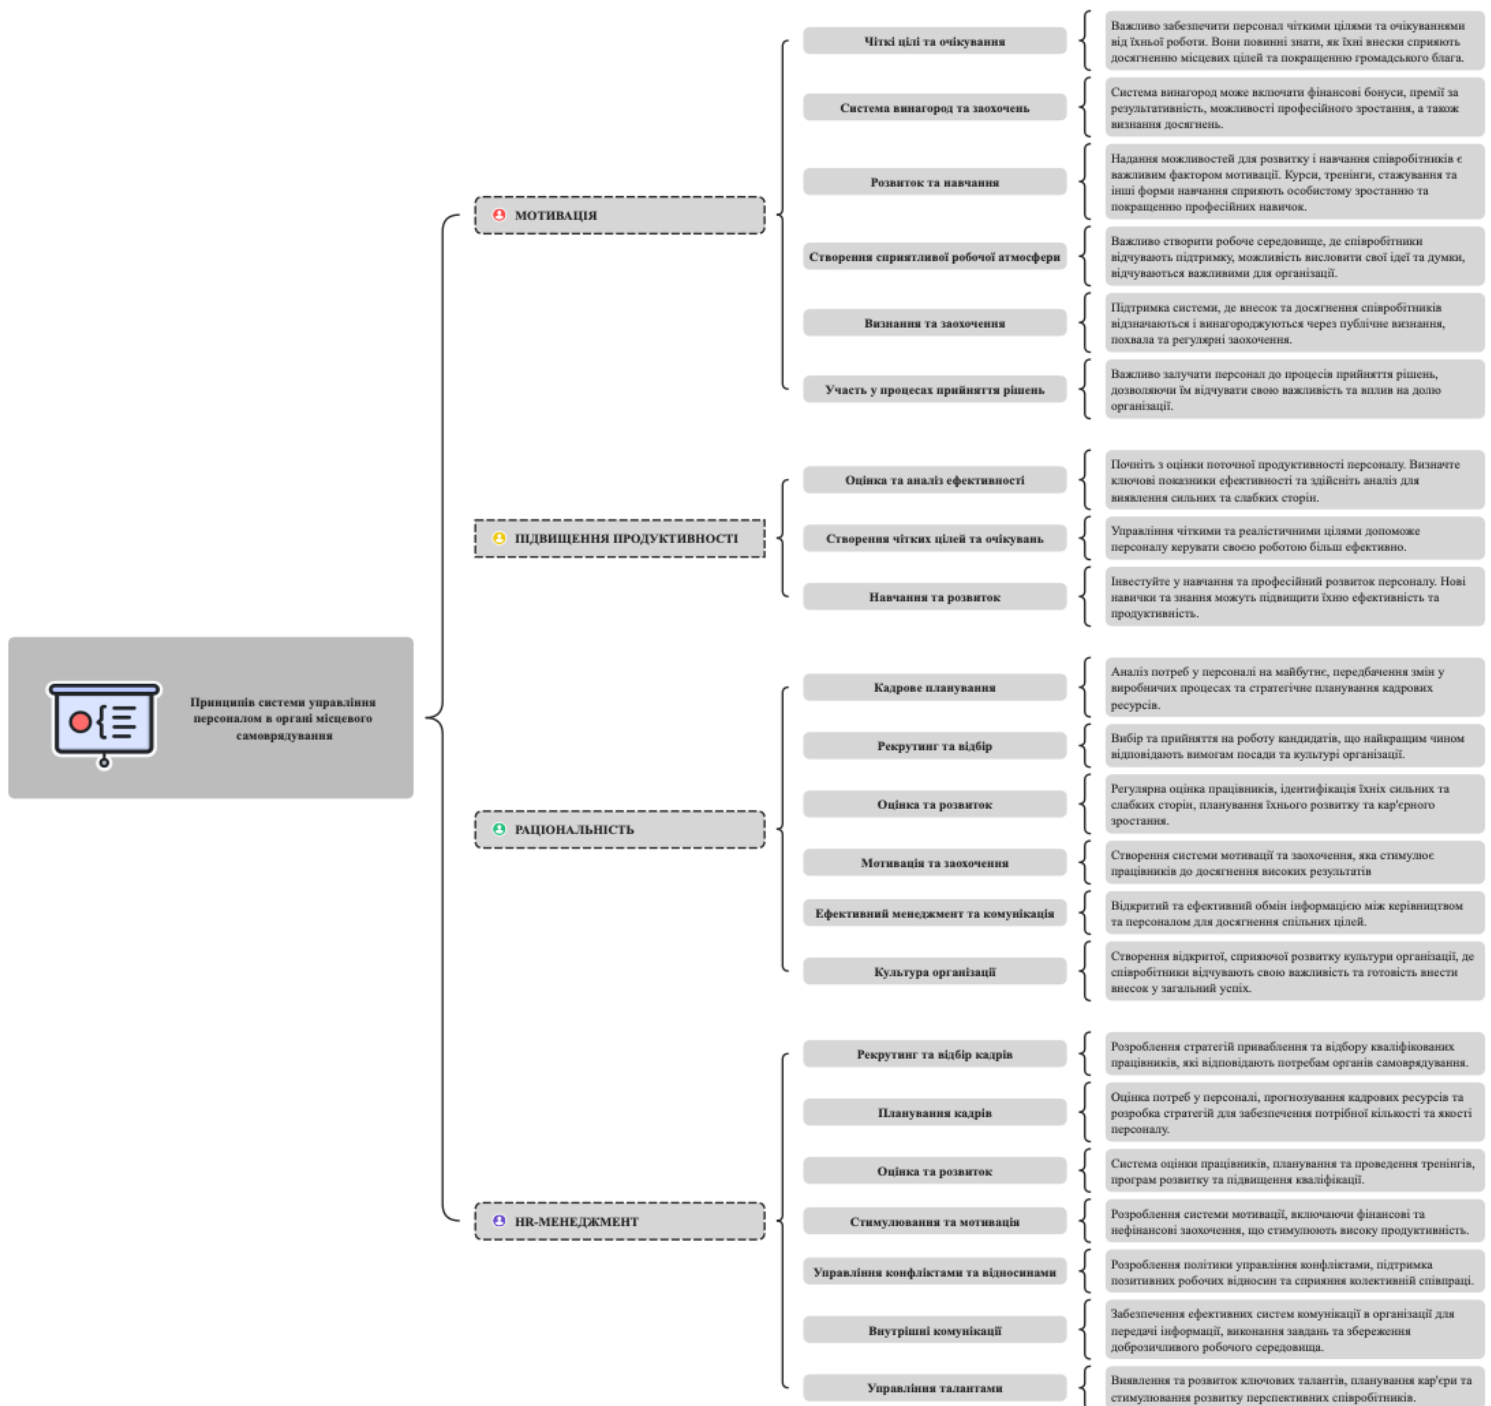 Принципів системи управління
персоналом в органі місцевого
самоврядування
МОТИВАЦІЯ
Чіткі цілі та очікування
Важливо забезпечити персонал чіткими цілями та очікуваннями
від їхньої роботи. Вони повинні знати, як їхні внески сприяють
досягненню місцевих цілей та покращенню громадського блага.
Система винагород та заохочень
Система винагород може включати фінансові бонуси, премії за
результативність, можливості професійного зростання, а також
визнання досягнень.
Розвиток та навчання
Надання можливостей для розвитку і навчання співробітників є
важливим фактором мотивації. Курси, тренінги, стажування та
інші форми навчання сприяють особистому зростанню та
покращенню професійних навичок.
Створення сприятливої робочої атмосфери
Важливо створити робоче середовище, де співробітники
відчувають підтримку, можливість висловити свої ідеї та думки,
відчуваються важливими для організації.
Визнання та заохочення
Підтримка системи, де внесок та досягнення співробітників
відзначаються і винагороджуються через публічне визнання,
похвала та регулярні заохочення.
Участь у процесах прийняття рішень
Важливо залучати персонал до процесів прийняття рішень,
дозволяючи їм відчувати свою важливість та вплив на долю
організації.
ПІДВИЩЕННЯ ПРОДУКТИВНОСТІ
Оцінка та аналіз ефективності
Почніть з оцінки поточної продуктивності персоналу. Визначте
ключові показники ефективності та здійсніть аналіз для
виявлення сильних та слабких сторін.
Створення чітких цілей та очікувань
Управління чіткими та реалістичними цілями допоможе
персоналу керувати своєю роботою більш ефективно.
Навчання та розвиток
Інвестуйте у навчання та професійний розвиток персоналу. Нові
навички та знання можуть підвищити їхню ефективність та
продуктивність.
РАЦІОНАЛЬНІСТЬ
Кадрове планування
Аналіз потреб у персоналі на майбутнє, передбачення змін у
виробничих процесах та стратегічне планування кадрових
ресурсів.
Рекрутинг та відбір
Вибір та прийняття на роботу кандидатів, що найкращим чином
відповідають вимогам посади та культурі організації.
Оцінка та розвиток
Регулярна оцінка працівників, ідентифікація їхніх сильних та
слабких сторін, планування їхнього розвитку та кар'єрного
зростання.
Мотивація та заохочення
Створення системи мотивації та заохочення, яка стимулює
працівників до досягнення високих результатів
Ефективний менеджмент та комунікація
Відкритий та ефективний обмін інформацією між керівництвом
та персоналом для досягнення спільних цілей.
Культура організації
Створення відкритої, сприяючої розвитку культури організації, де
співробітники відчувають свою важливість та готовість внести
внесок у загальний успіх.
HR-МЕНЕДЖМЕНТ
Рекрутинг та відбір кадрів
Розроблення стратегій приваблення та відбору кваліфікованих
працівників, які відповідають потребам органів самоврядування.
Планування кадрів
Оцінка потреб у персоналі, прогнозування кадрових ресурсів та
розробка стратегій для забезпечення потрібної кількості та якості
персоналу.
Оцінка та розвиток
Система оцінки працівників, планування та проведення тренінгів,
програм розвитку та підвищення кваліфікації.
Стимулювання та мотивація
Розроблення системи мотивації, включаючи фінансові та
нефінансові заохочення, що стимулюють високу продуктивність.
Управління конфліктами та відносинами
Розроблення політики управління конфліктами, підтримка
позитивних робочих відносин та сприяння колективній співпраці.
Внутрішні комунікації
Забезпечення ефективних систем комунікації в організації для
передачі інформації, виконання завдань та збереження
доброзичливого робочого середовища.
Управління талантами
Виявлення та розвиток ключових талантів, планування кар'єри та
стимулювання розвитку перспективних співробітників.